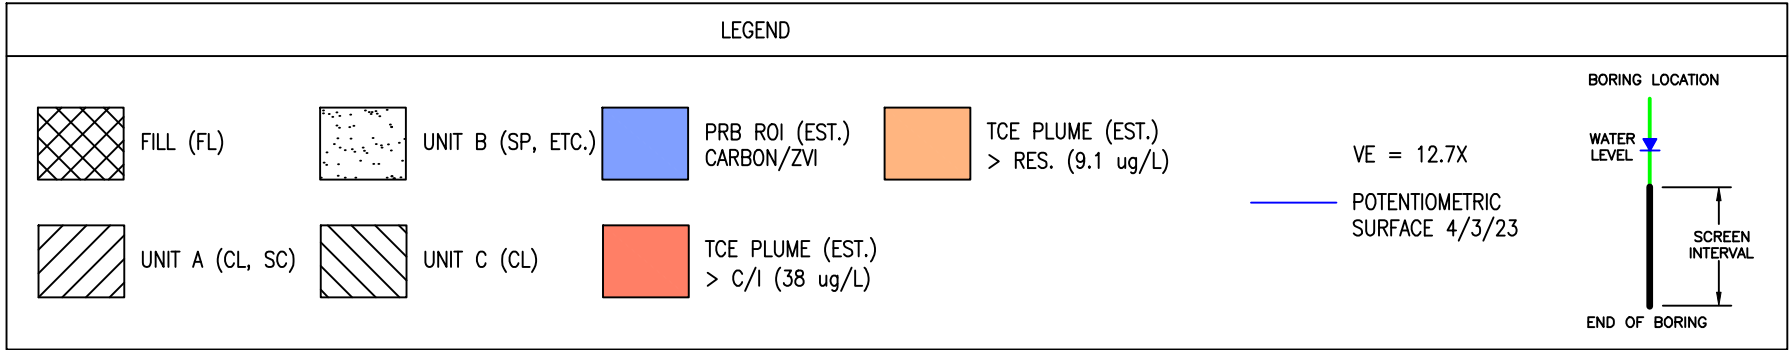 LEGEND
FILL (FL)
UNIT A (CL, SC)
UNIT B (SP, ETC.)
UNIT C (CL)
PRB ROI (EST.)
CARBON/ZVI
TCE PLUME (EST.)
> C/I (38 ug/L)
TCE PLUME (EST.)
> RES. (9.1 ug/L)
VE = 12.7X
POTENTIOMETRIC
SURFACE 4/3/23
BORING LOCATION
WATER
LEVEL
SCREEN
INTERVAL
END OF BORING